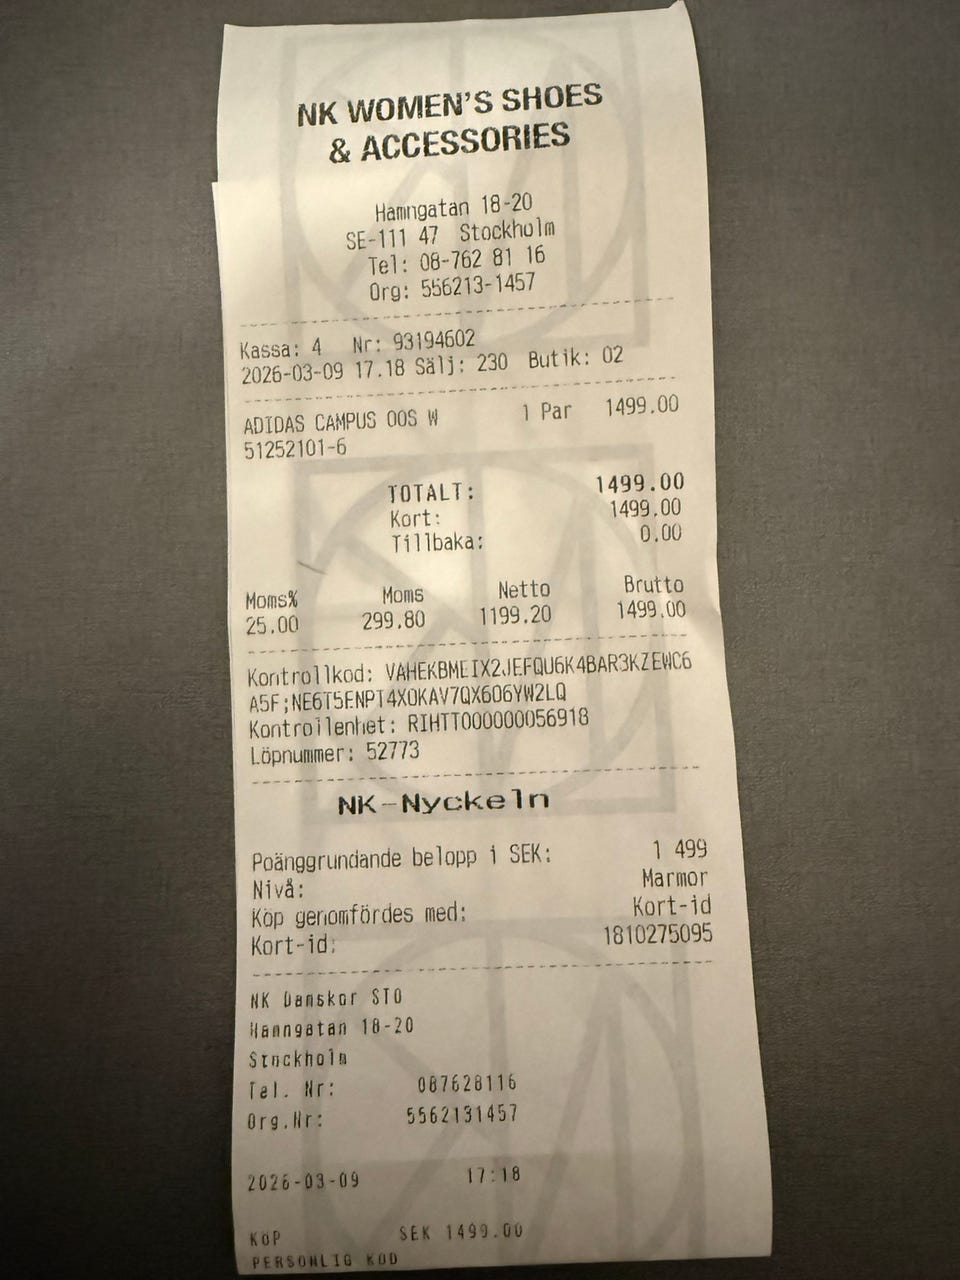 NK WOMEN'S SHOES
& ACCESSORIES
Hamngatan 18-20
SE-111 47 Stockholm
Tel: 08-762 81 16
Org: 556213-1457
Kassa: 4 Nr: 93194602
2026-03-09 17.18 Sälj: 230 Butik: 02
ADIDAS CAMPUS 00S W 1 Par 1499.00
51252101-6
TOTALT: 1499.00
Kort: 1499.00
Tillbaka: 0.00
Moms% Moms Netto Brutto
25.00 299.80 1199.20 1499.00
Kontrollkod: VAHEKBMEIX2JEFQU6K4BAR3KZEWC6
A5F;NE6T5ENPI4XOKAV7QX6O6YW2LQ
Kontrollenhet: RIHTT000000056918
Löpnummer: 52773
NK-Nyckeln
Poänggrundande belopp i SEK: 1 499
Nivå: Marmor
Köp genomfördes med: Kort-id
Kort-id: 1810275095
NK Damskor STO
Hamngatan 18-20
Stockholm
Tel. Nr: 087628116
Org.Nr: 5562131457
2026-03-09 17:18
KÖP SEK 1499.00
PERSONLIG KOD